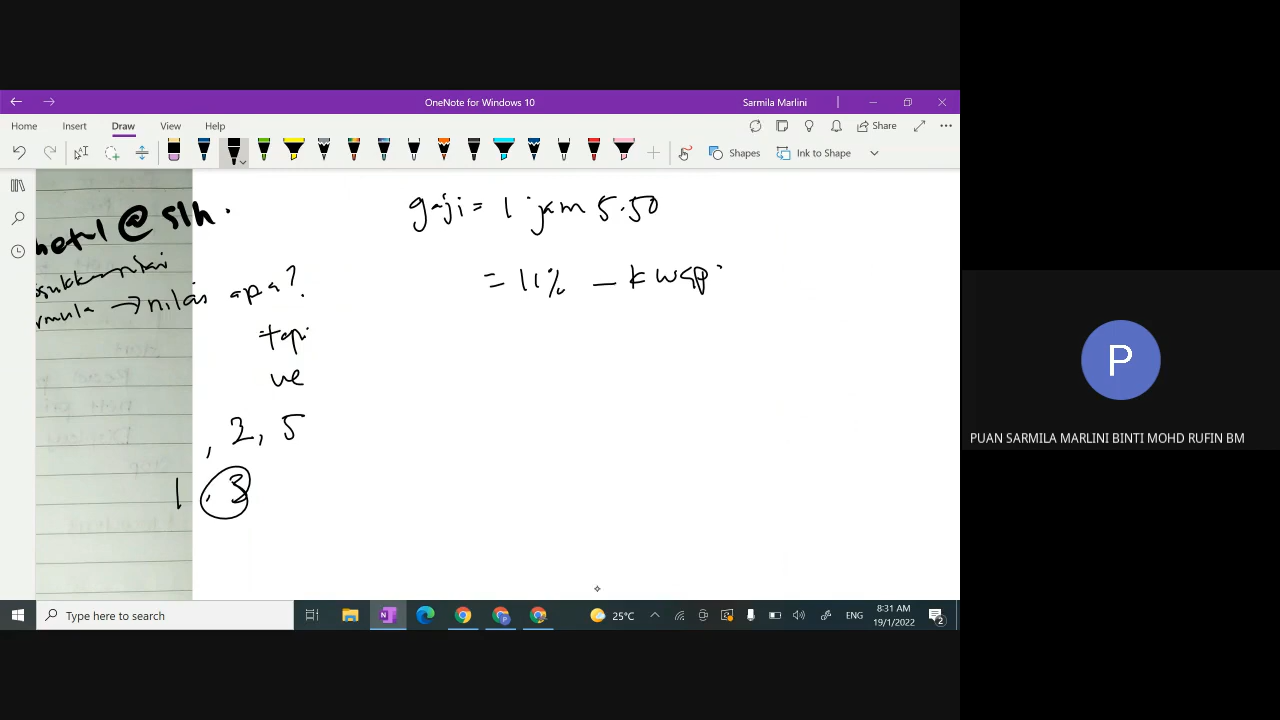 OneNote for Windows 10
Sarmila Marlini
Home Insert Draw View Help
Share
Shapes
Ink to Shape
gaji = 1 jam 5.50
= 11% – kwsp
@ slh.
→ nilai apa?
tapi
ve
, 2, 5
1, 3
P
PUAN SARMILA MARLINI BINTI MOHD RUFIN BM
Type here to search
25°C
ENG
8:31 AM
19/1/2022
2